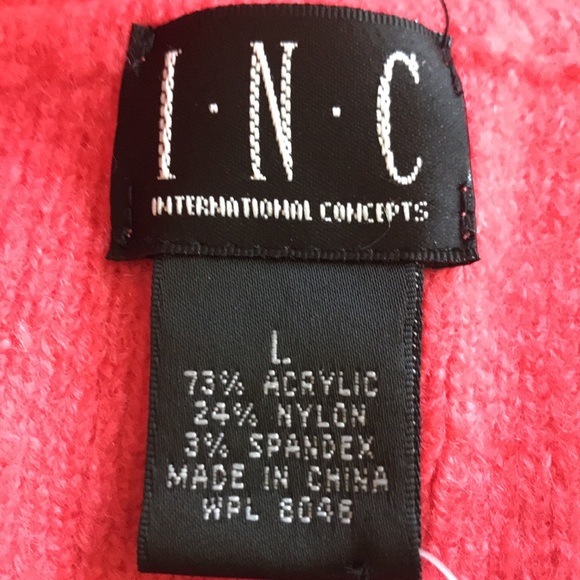 I·N·C
INTERNATIONAL CONCEPTS
L
73% ACRYLIC
24% NYLON
3% SPANDEX
MADE IN CHINA
WPL 8046